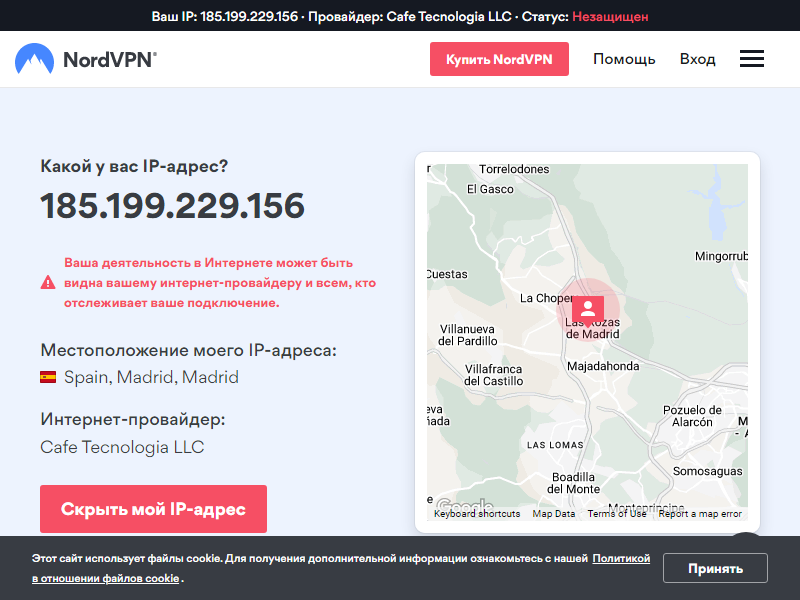 Ваш IP: 185.199.229.156 · Провайдер: Cafe Tecnologia LLC · Статус: Незащищен
NordVPN®
Купить NordVPN
Помощь
Вход
Какой у вас IP-адрес?
185.199.229.156
Ваша деятельность в Интернете может быть
видна вашему интернет-провайдеру и всем, кто
отслеживает ваше подключение.
Местоположение моего IP-адреса:
Spain, Madrid, Madrid
Интернет-провайдер:
Cafe Tecnologia LLC
Скрыть мой IP-адрес
Torrelodones
El Gasco
Mingorrub
Cuestas
La Choper
Las Rozas
de Madrid
Villanueva
del Pardillo
Majadahonda
Villafranca
del Castillo
eva
ñada
Pozuelo de
Alarcón
LAS LOMAS
Somosaguas
Boadilla
del Monte
Google
Montepríncipe
Keyboard shortcuts
Map Data
Terms of Use
Report a map error
Этот сайт использует файлы cookie. Для получения дополнительной информации ознакомьтесь с нашей Политикой
в отношении файлов cookie .
Принять